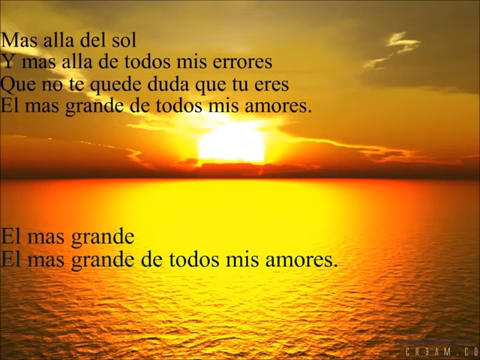 Mas alla del sol
Y mas alla de todos mis errores
Que no te quede duda que tu eres
El mas grande de todos mis amores.
El mas grande
El mas grande de todos mis amores.